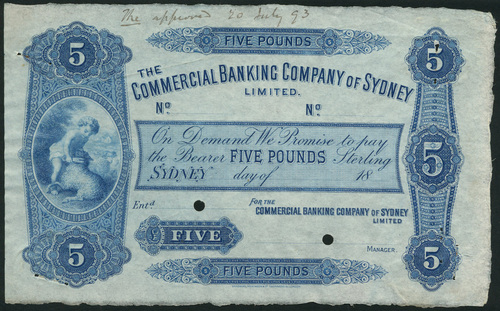 The approved 20 July 93
5 FIVE POUNDS 5
THE
COMMERCIAL BANKING COMPANY OF SYDNEY
LIMITED.
No. No.
On Demand We Promise to pay
the Bearer FIVE POUNDS Sterling
5
SYDNEY day of 18
Entd. FOR THE
COMMERCIAL BANKING COMPANY OF SYDNEY
LIMITED
£ FIVE
MANAGER.
5 FIVE POUNDS 5